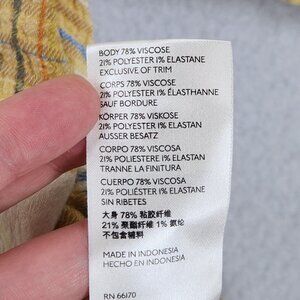 BODY 78% VISCOSE
21% POLYESTER 1% ELASTANE
EXCLUSIVE OF TRIM
CORPS 78% VISCOSE
21% POLYESTER 1% ÉLASTHANNE
SAUF BORDURE
KÖRPER 78% VISKOSE
21% POLYESTER 1% ELASTAN
AUSSER BESATZ
CORPO 78% VISCOSA
21% POLIESTERE 1% ELASTAN
TRANNE LA FINITURA
CUERPO 78% VISCOSA
21% POLIÉSTER 1% ELASTANO
SIN RIBETES
大身 78% 粘胶纤维
21% 聚酯纤维 1% 氨纶
不包含辅料
MADE IN INDONESIA
HECHO EN INDONESIA
RN 66170